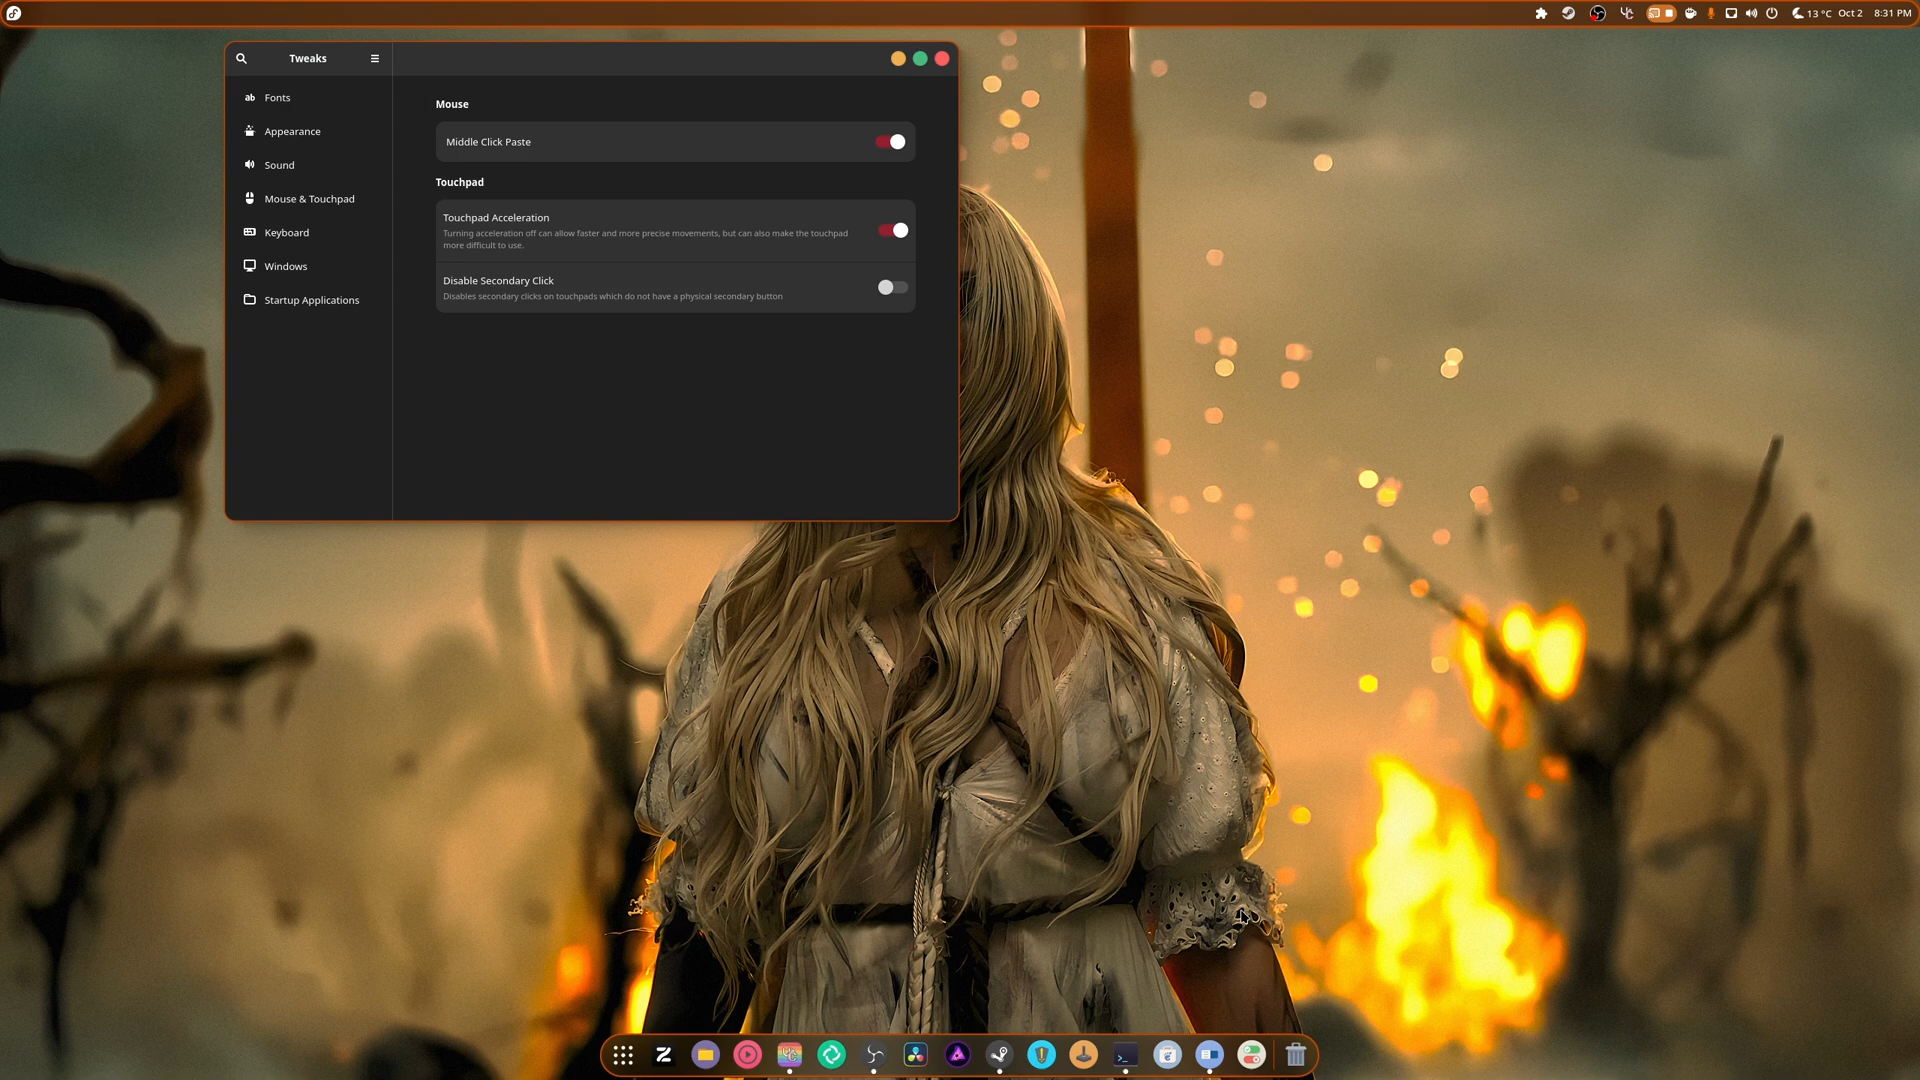 13 °C Oct 2 8:31 PM
Tweaks
ab Fonts
Appearance
Sound
Mouse & Touchpad
Keyboard
Windows
Startup Applications
Mouse
Middle Click Paste
Touchpad
Touchpad Acceleration
Turning acceleration off can allow faster and more precise movements, but can also make the touchpad
more difficult to use.
Disable Secondary Click
Disables secondary clicks on touchpads which do not have a physical secondary button